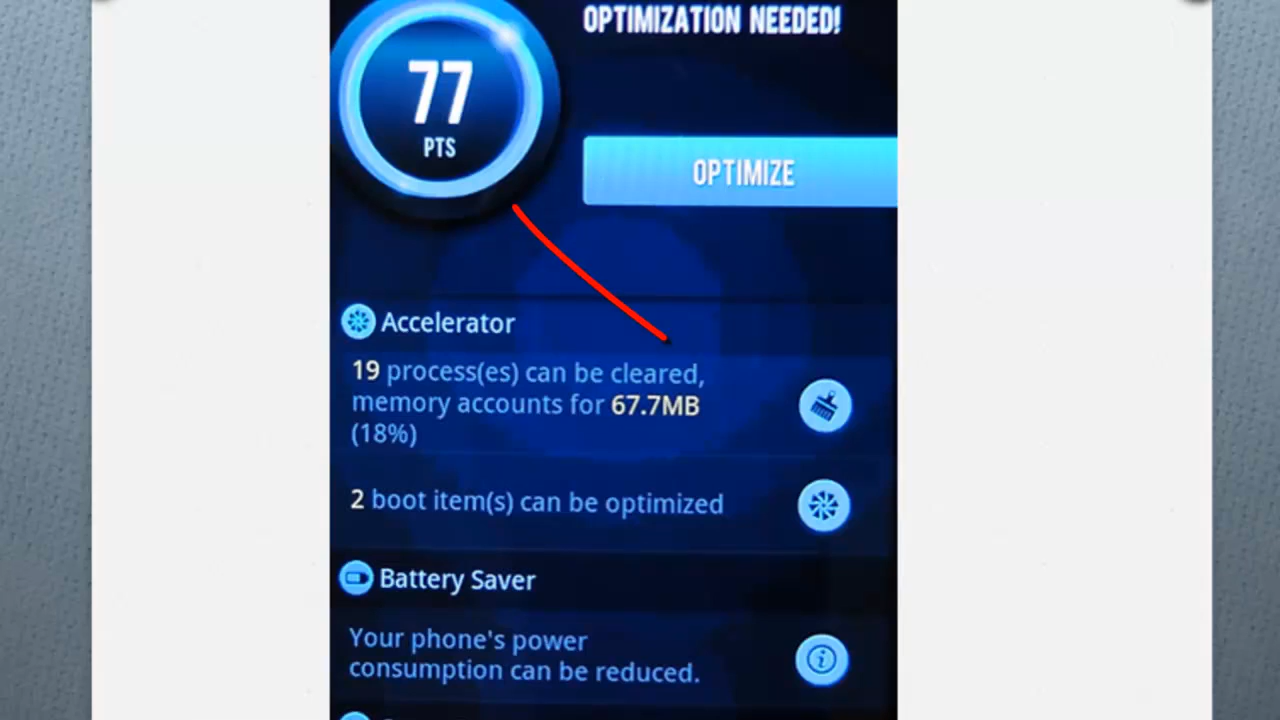 OPTIMIZATION NEEDED!
77
PTS
OPTIMIZE
Accelerator
19 process(es) can be cleared,
memory accounts for 67.7MB
(18%)
2 boot item(s) can be optimized
Battery Saver
Your phone's power
consumption can be reduced.